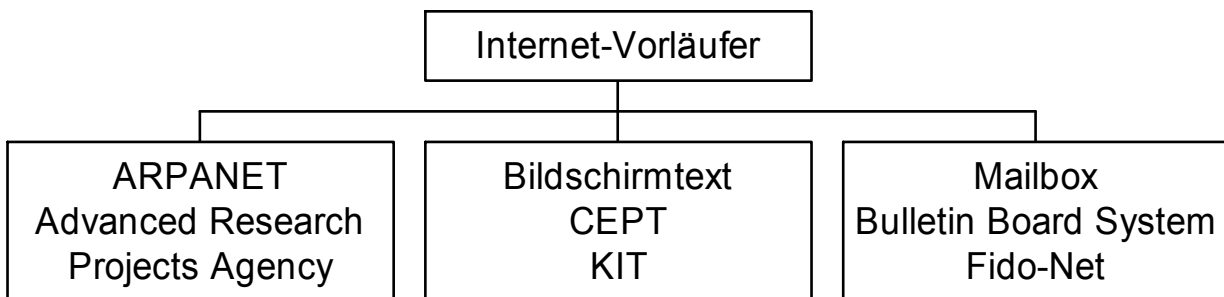 Internet-Vorläufer
ARPANET
Advanced Research
Projects Agency
Bildschirmtext
CEPT
KIT
Mailbox
Bulletin Board System
Fido-Net